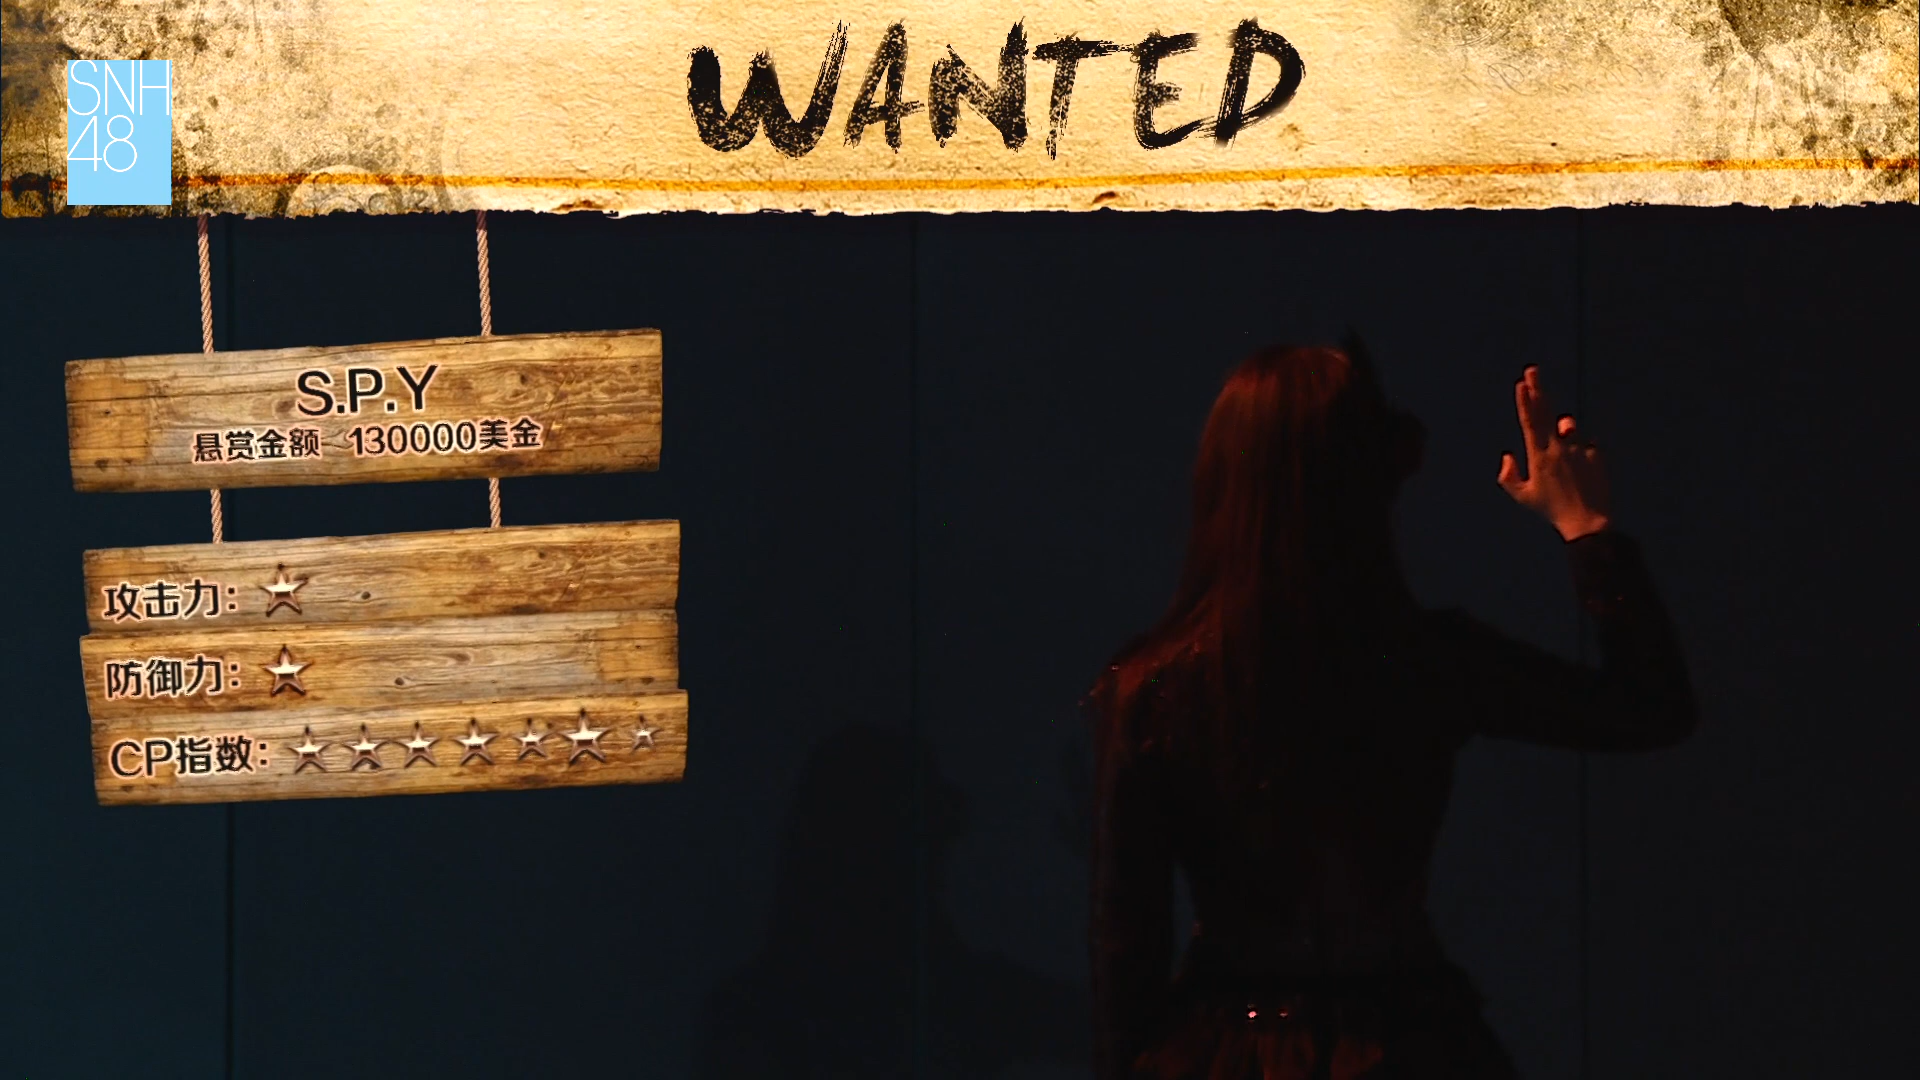 WANTED
SNH
48
S.P.Y
悬赏金额 130000美金
攻击力：
防御力：
CP指数：